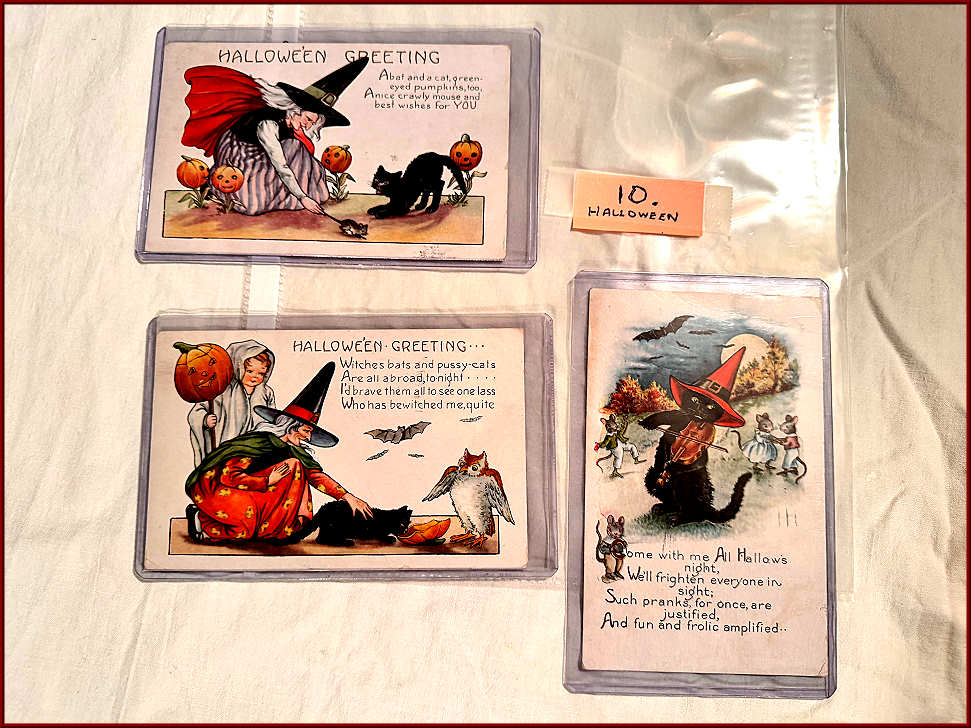 HALLOWE'EN GREETING
A bat and a cat, green-
eyed pumpkins, too,
A nice crawly mouse and
best wishes for YOU
10.
HALLOWEEN
HALLOWE'EN · GREETING ···
Witches bats and pussy-cats
Are all abroad, to-night · · · ·
I'd brave them all to see one lass
Who has bewitched me, quite
Come with me All Hallow's
night,
We'll frighten everyone in
sight;
Such pranks, for once, are
justified,
And fun and frolic amplified··